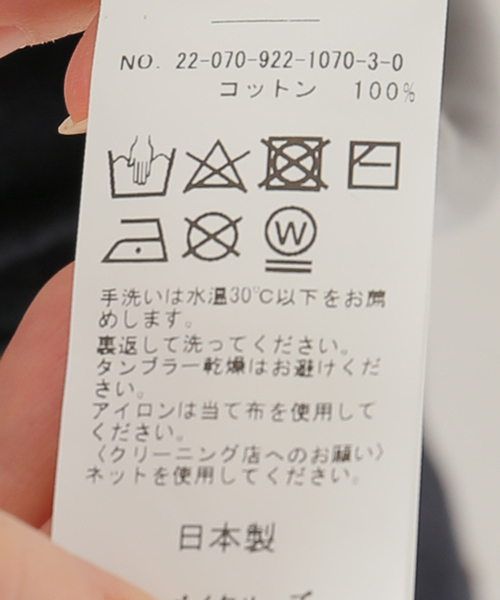 NO. 22-070-922-1070-3-0
コットン 100%
W
手洗いは水温30℃以下をお薦
めします。
裏返して洗ってください。
タンブラー乾燥はお避けくだ
さい。
アイロンは当て布を使用して
ください。
〈クリーニング店へのお願い〉
ネットを使用してください。
日本製